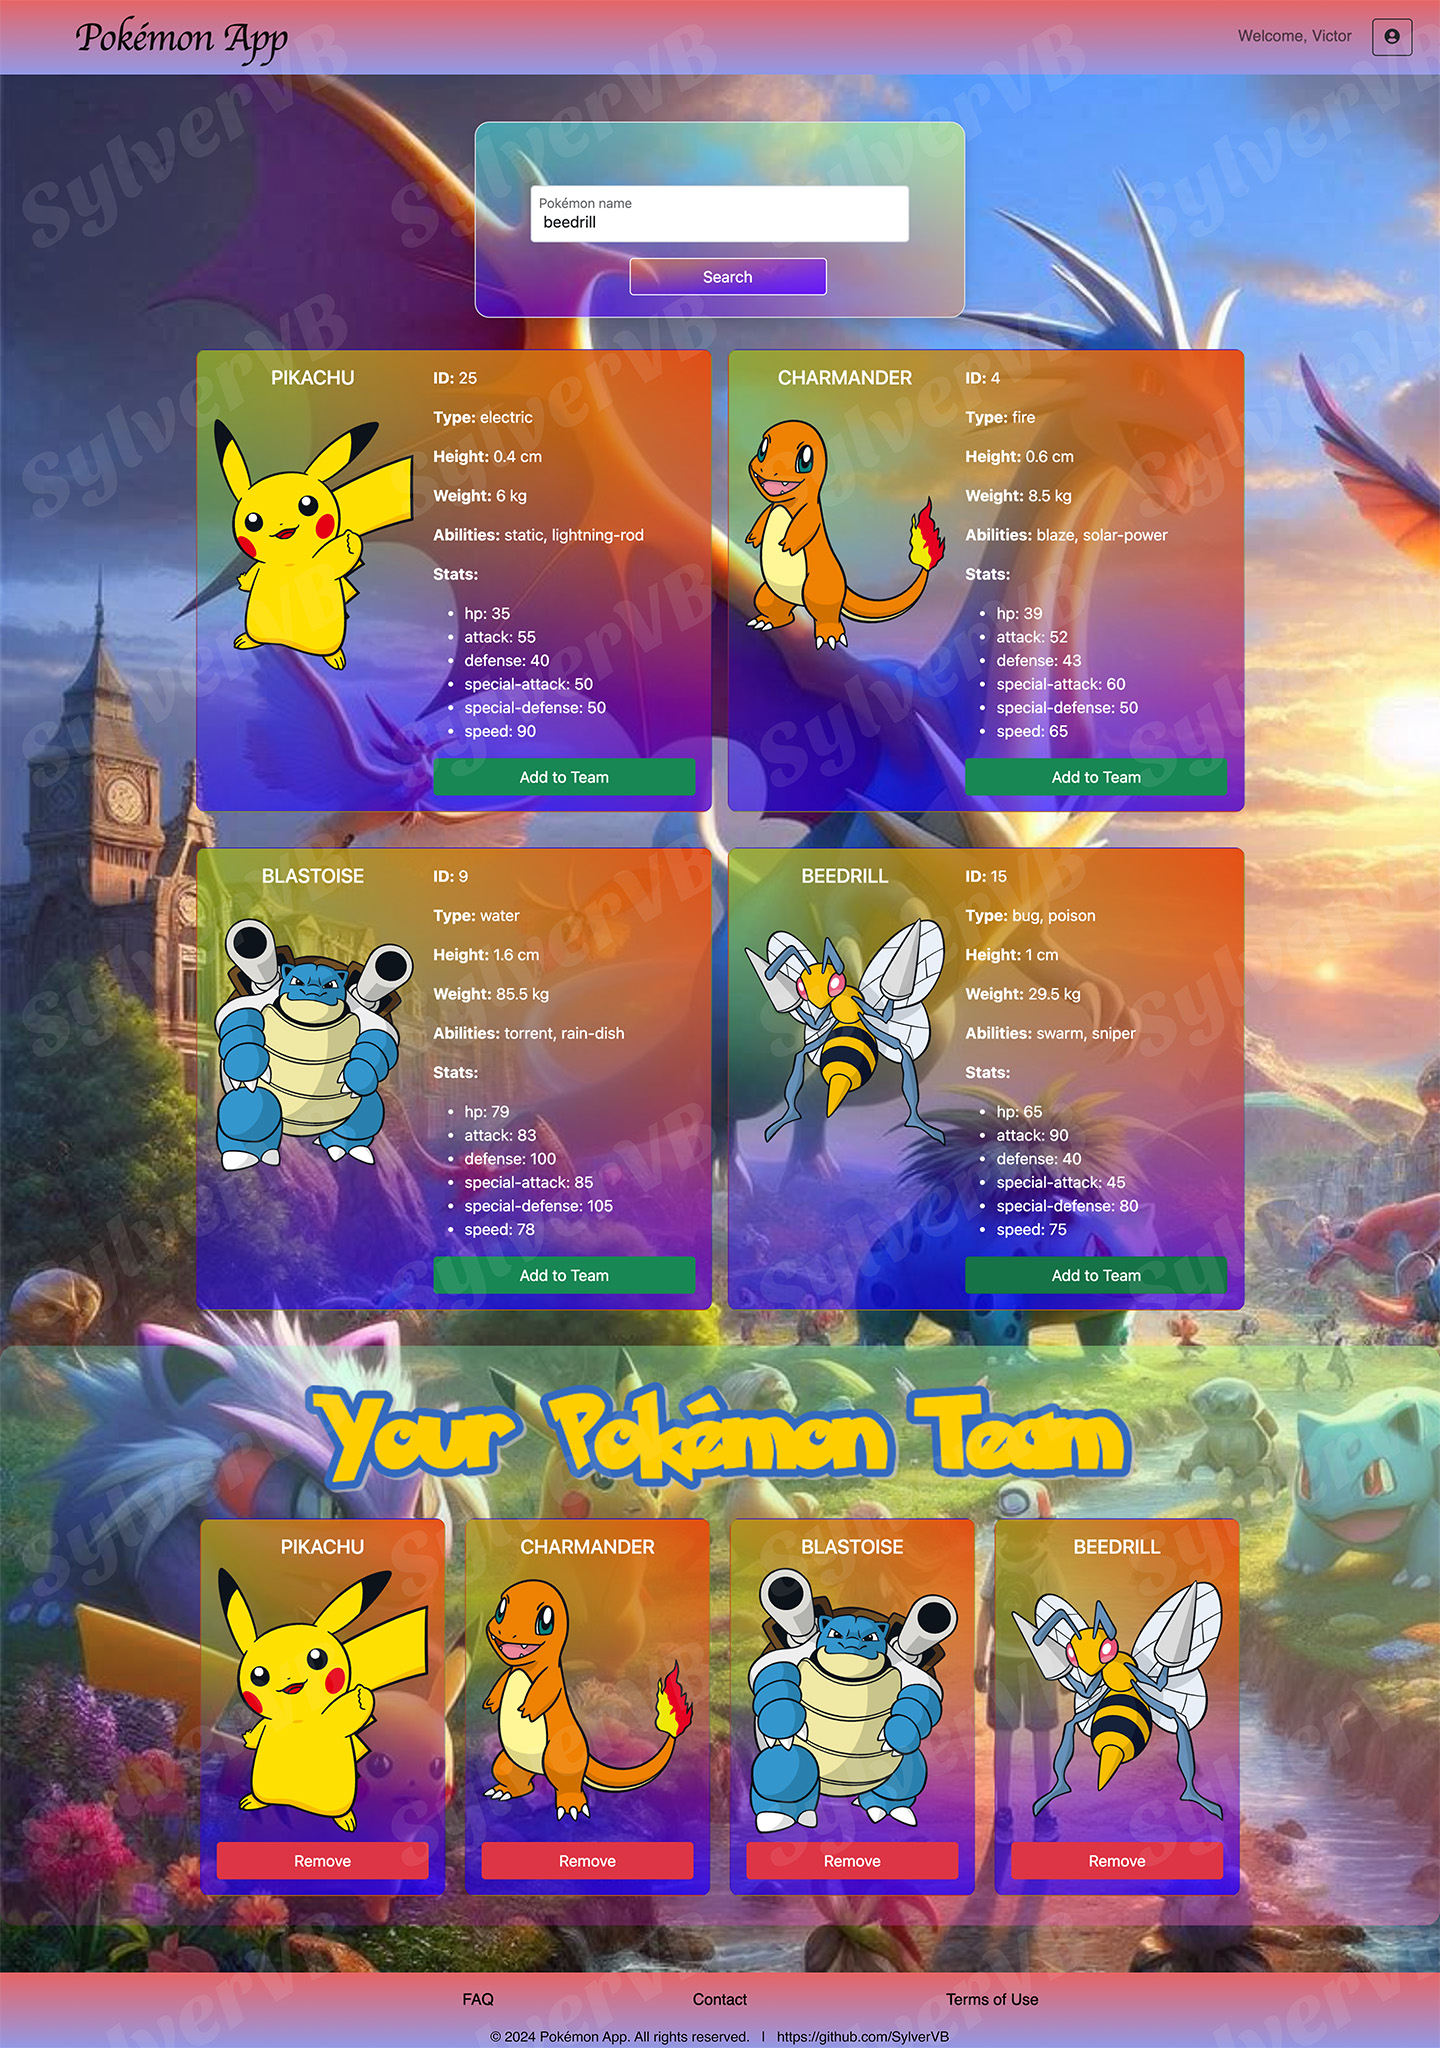 Pokémon App
Welcome, Victor
Pokémon name
beedrill
Search
PIKACHU
ID: 25
Type: electric
Height: 0.4 cm
Weight: 6 kg
Abilities: static, lightning-rod
Stats:
hp: 35
attack: 55
defense: 40
special-attack: 50
special-defense: 50
speed: 90
Add to Team
CHARMANDER
ID: 4
Type: fire
Height: 0.6 cm
Weight: 8.5 kg
Abilities: blaze, solar-power
Stats:
hp: 39
attack: 52
defense: 43
special-attack: 60
special-defense: 50
speed: 65
Add to Team
BLASTOISE
ID: 9
Type: water
Height: 1.6 cm
Weight: 85.5 kg
Abilities: torrent, rain-dish
Stats:
hp: 79
attack: 83
defense: 100
special-attack: 85
special-defense: 105
speed: 78
Add to Team
BEEDRILL
ID: 15
Type: bug, poison
Height: 1 cm
Weight: 29.5 kg
Abilities: swarm, sniper
Stats:
hp: 65
attack: 90
defense: 40
special-attack: 45
special-defense: 80
speed: 75
Add to Team
Your Pokémon Team
PIKACHU
Remove
CHARMANDER
Remove
BLASTOISE
Remove
BEEDRILL
Remove
FAQ
Contact
Terms of Use
© 2024 Pokémon App. All rights reserved. | https://github.com/SylverVB
SylverVB